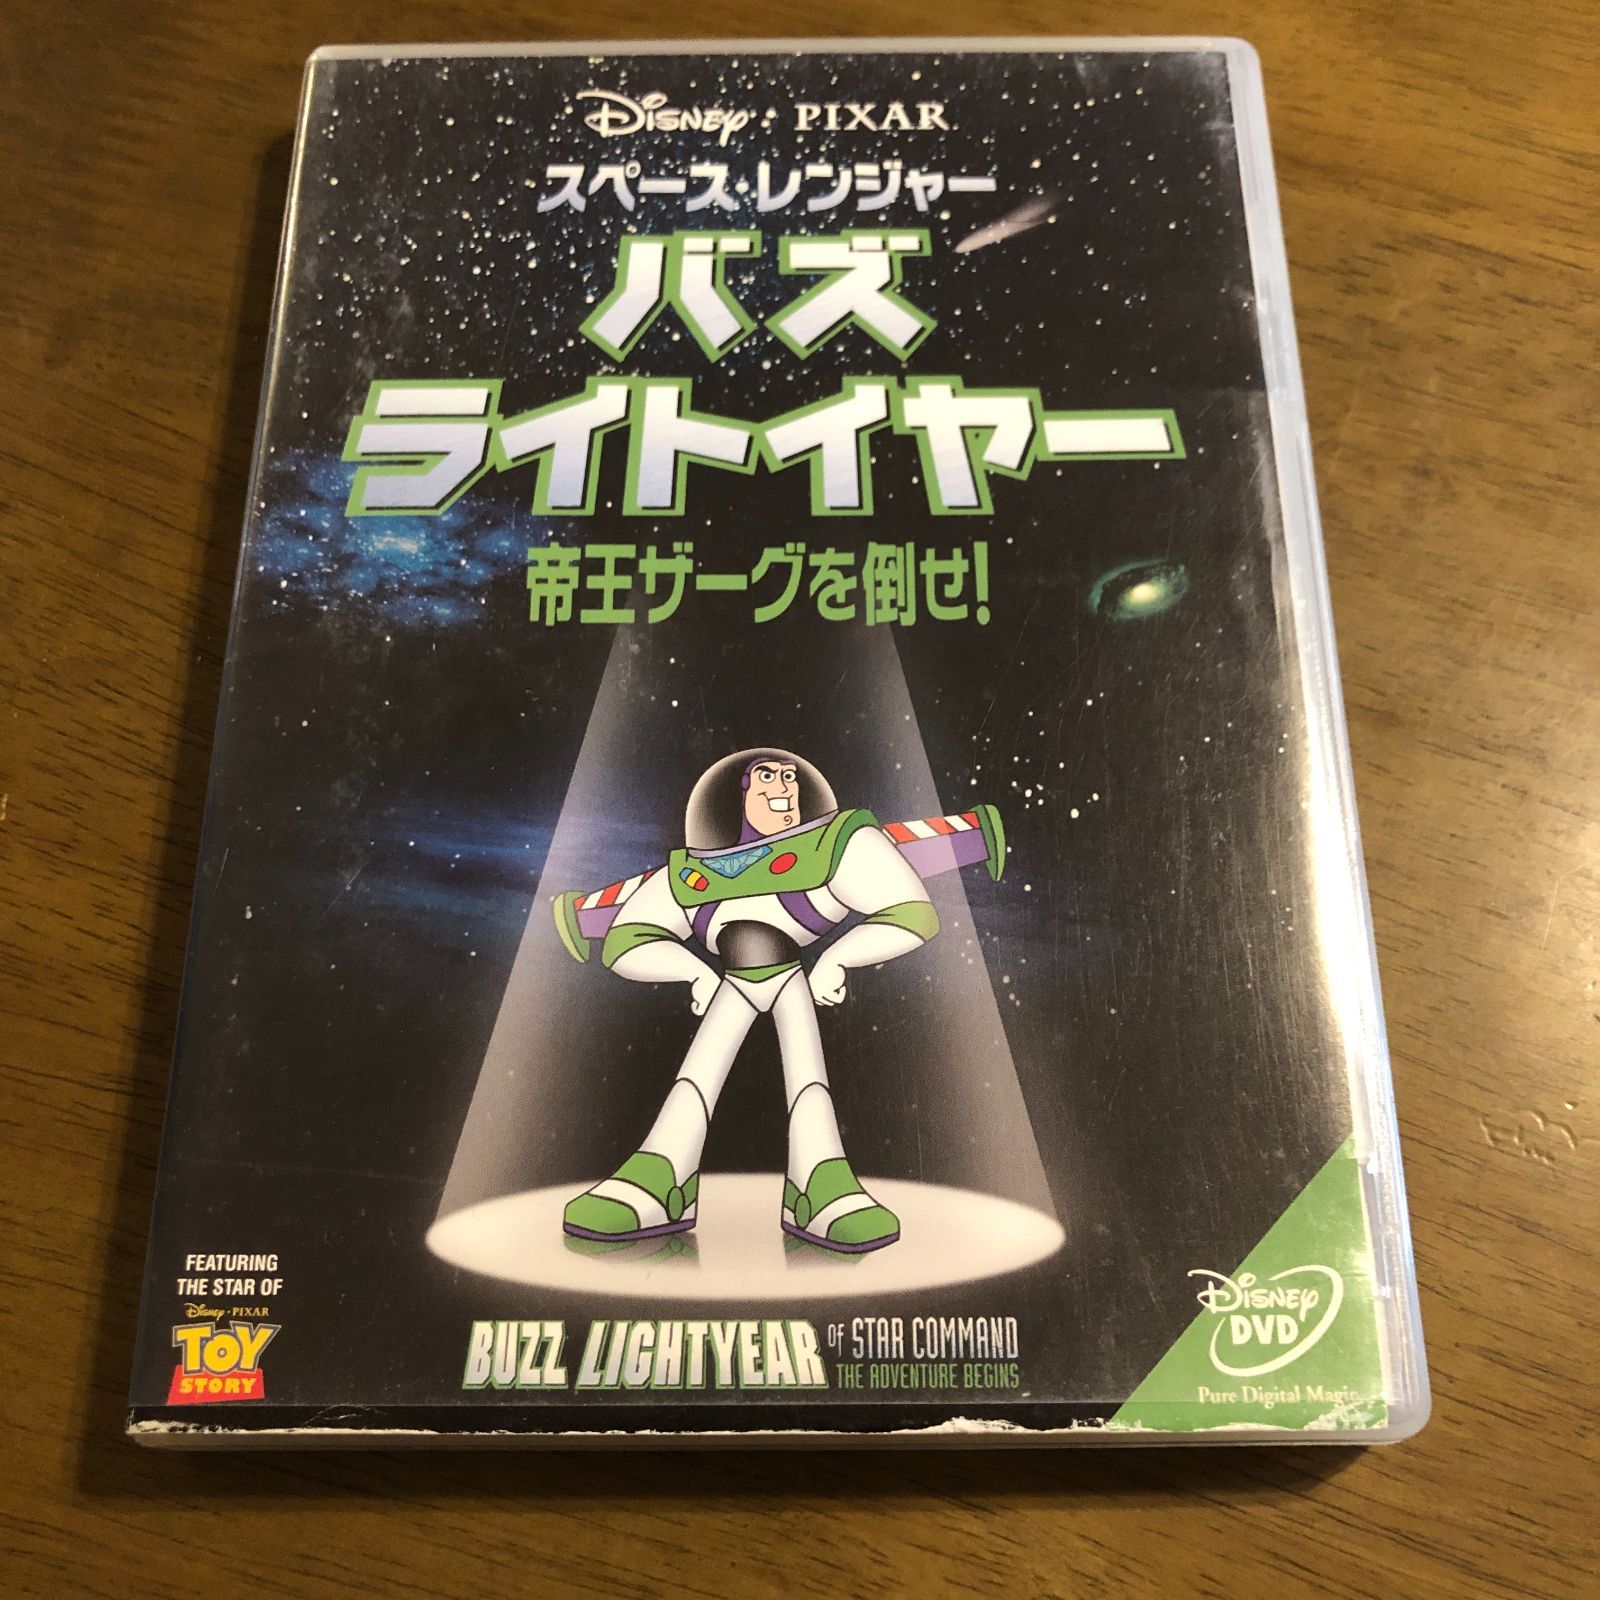 Disney · PIXAR
スペース・レンジャー
バズ
ライトイヤー
帝王ザーグを倒せ!
FEATURING
THE STAR OF
Disney · PIXAR
TOY
STORY
BUZZ LIGHTYEAR OF STAR COMMAND
THE ADVENTURE BEGINS
Disney
DVD
Pure Digital Magic